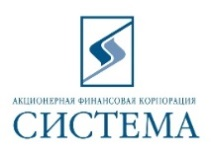 АКЦИОНЕРНАЯ ФИНАНСОВАЯ КОРПОРАЦИЯ
СИСТЕМА